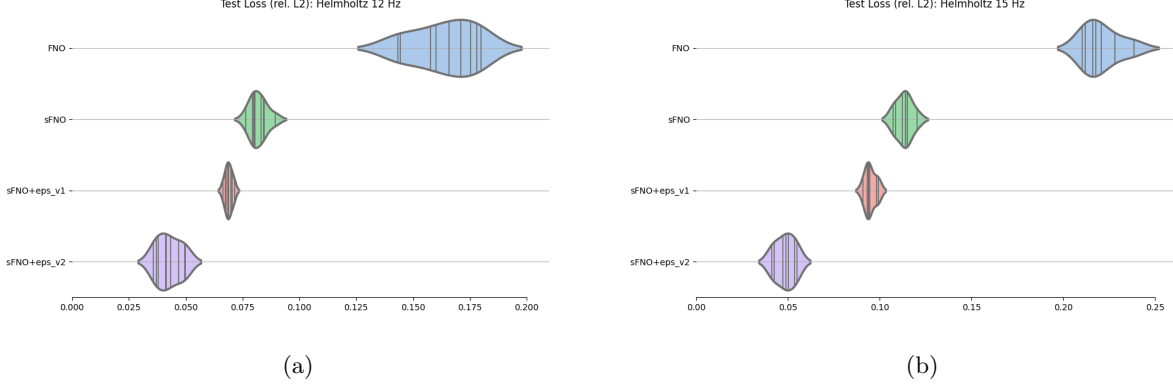 Test Loss (rel. L2): Helmholtz 12 Hz
FNO
sFNO
sFNO+eps_v1
sFNO+eps_v2
0.000 0.025 0.050 0.075 0.100 0.125 0.150 0.175 0.200
(a)
Test Loss (rel. L2): Helmholtz 15 Hz
FNO
sFNO
sFNO+eps_v1
sFNO+eps_v2
0.00 0.05 0.10 0.15 0.20 0.25
(b)